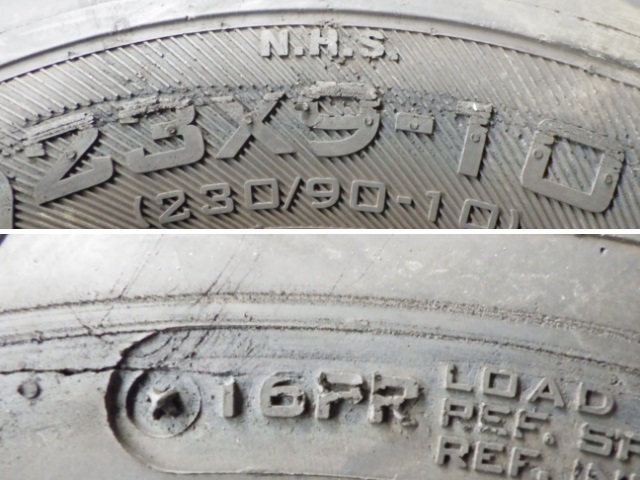 N.H.S.
23X9-10
(230/90-10)
16PR
LOAD
REF.
REF.